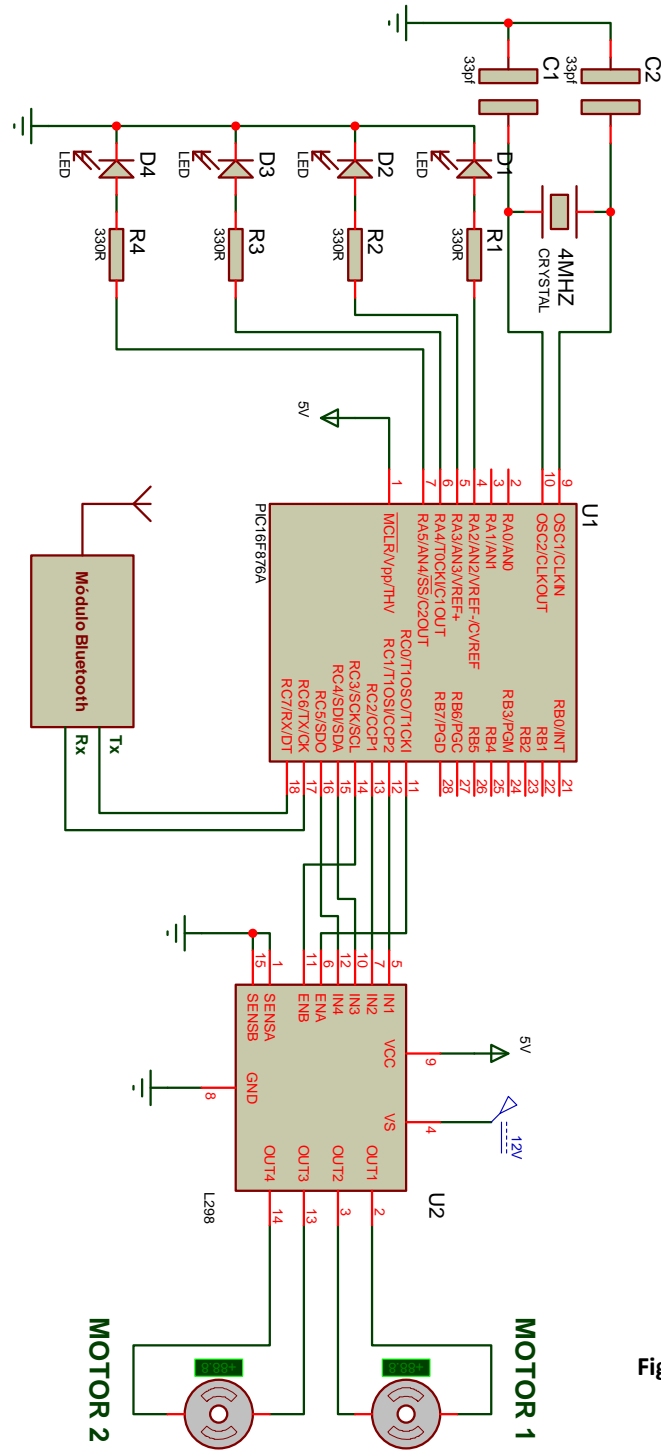 C2
33pf
C1
33pf
4MHZ
CRYSTAL
D1
LED
R1
330R
D2
LED
R2
330R
D3
LED
R3
330R
D4
LED
R4
330R
5V
U1
9
OSC1/CLKIN
10
OSC2/CLKOUT
2
RA0/AN0
3
RA1/AN1
4
RA2/AN2/VREF-/CVREF
5
RA3/AN3/VREF+
6
RA4/T0CKI/C1OUT
7
RA5/AN4/SS/C2OUT
1
MCLR/Vpp/THV
RB0/INT
21
RB1
22
RB2
23
RB3/PGM
24
RB4
25
RB5
26
RB6/PGC
27
RB7/PGD
28
RC0/T1OSO/T1CKI
11
RC1/T1OSI/CCP2
12
RC2/CCP1
13
RC3/SCK/SCL
14
RC4/SDI/SDA
15
RC5/SDO
16
RC6/TX/CK
17
RC7/RX/DT
18
PIC16F876A
Módulo Bluetooth
Tx
Rx
5
IN1
7
IN2
10
IN3
12
IN4
6
ENA
11
ENB
1
SENSA
15
SENSB
VCC
9
5V
VS
4
12V
GND
8
OUT1
2
OUT2
3
OUT3
13
OUT4
14
U2
L298
MOTOR 1
+88.8
MOTOR 2
+88.8
Fig